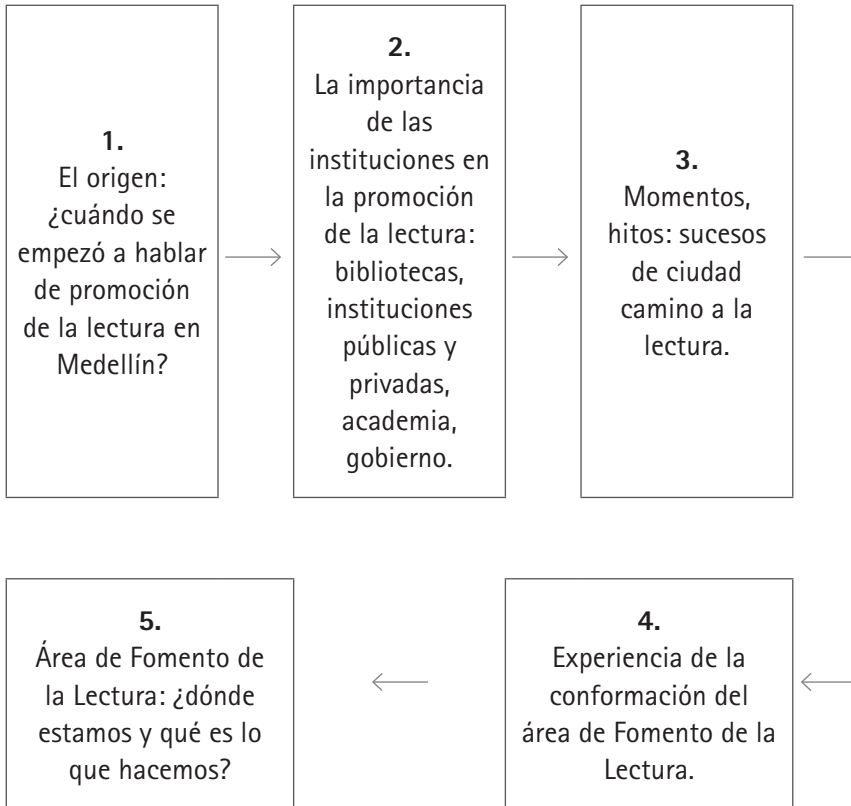 1.
El origen:
¿cuándo se
empezó a hablar
de promoción
de la lectura en
Medellín?
2.
La importancia
de las
instituciones en
la promoción
de la lectura:
bibliotecas,
instituciones
públicas y
privadas,
academia,
gobierno.
3.
Momentos,
hitos: sucesos
de ciudad
camino a la
lectura.
4.
Experiencia de la
conformación del
área de Fomento de la
Lectura.
5.
Área de Fomento de
la Lectura: ¿dónde
estamos y qué es lo
que hacemos?